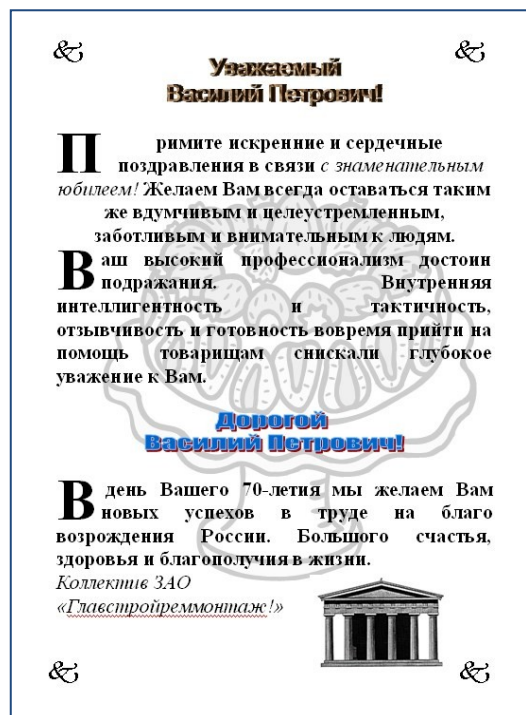 Уважаемый
Василий Петрович!
Примите искренние и сердечные
поздравления в связи с знаменательным
юбилеем! Желаем Вам всегда оставаться таким
же вдумчивым и целеустремленным,
заботливым и внимательным к людям.
Ваш высокий профессионализм достоин
подражания. Внутренняя
интеллигентность и тактичность,
отзывчивость и готовность вовремя прийти на
помощь товарищам снискали глубокое
уважение к Вам.
Дорогой
Василий Петрович!
В день Вашего 70-летия мы желаем Вам
новых успехов в труде на благо
возрождения России. Большого счастья,
здоровья и благополучия в жизни.
Коллектив ЗАО
«Главстройреммонтаж!»